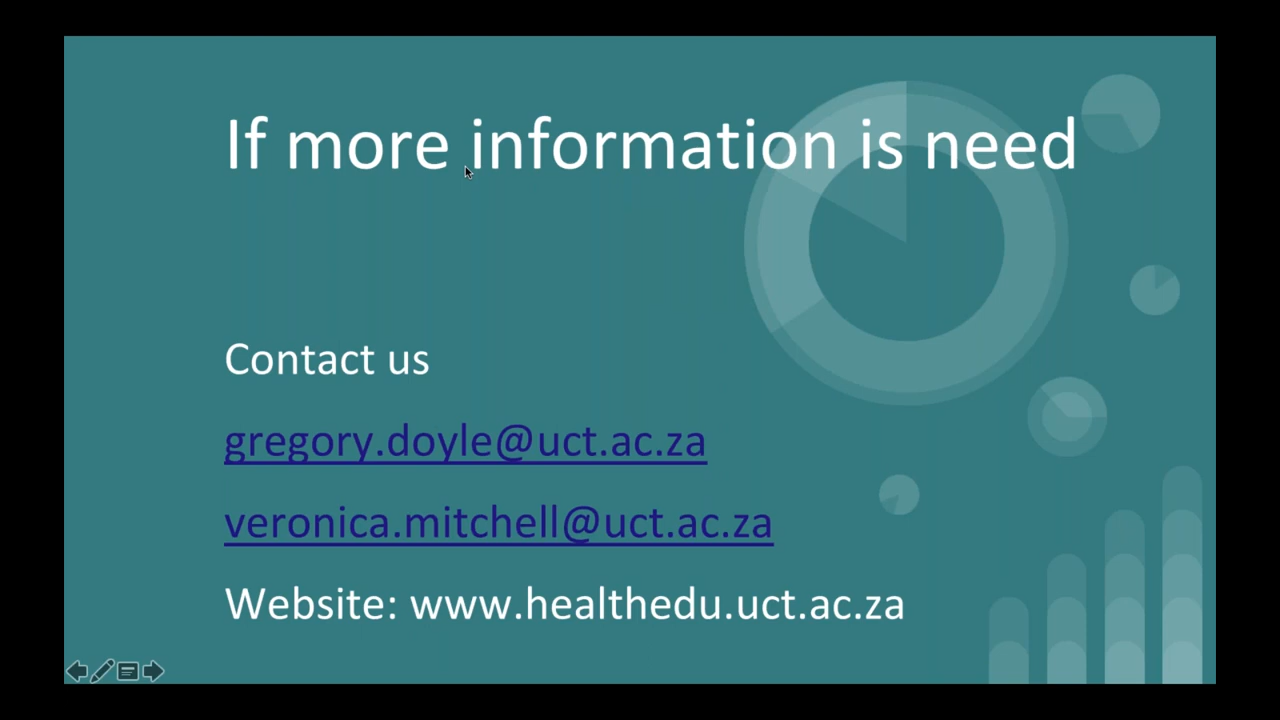 If more information is need
Contact us
gregory.doyle@uct.ac.za
veronica.mitchell@uct.ac.za
Website: www.healthedu.uct.ac.za